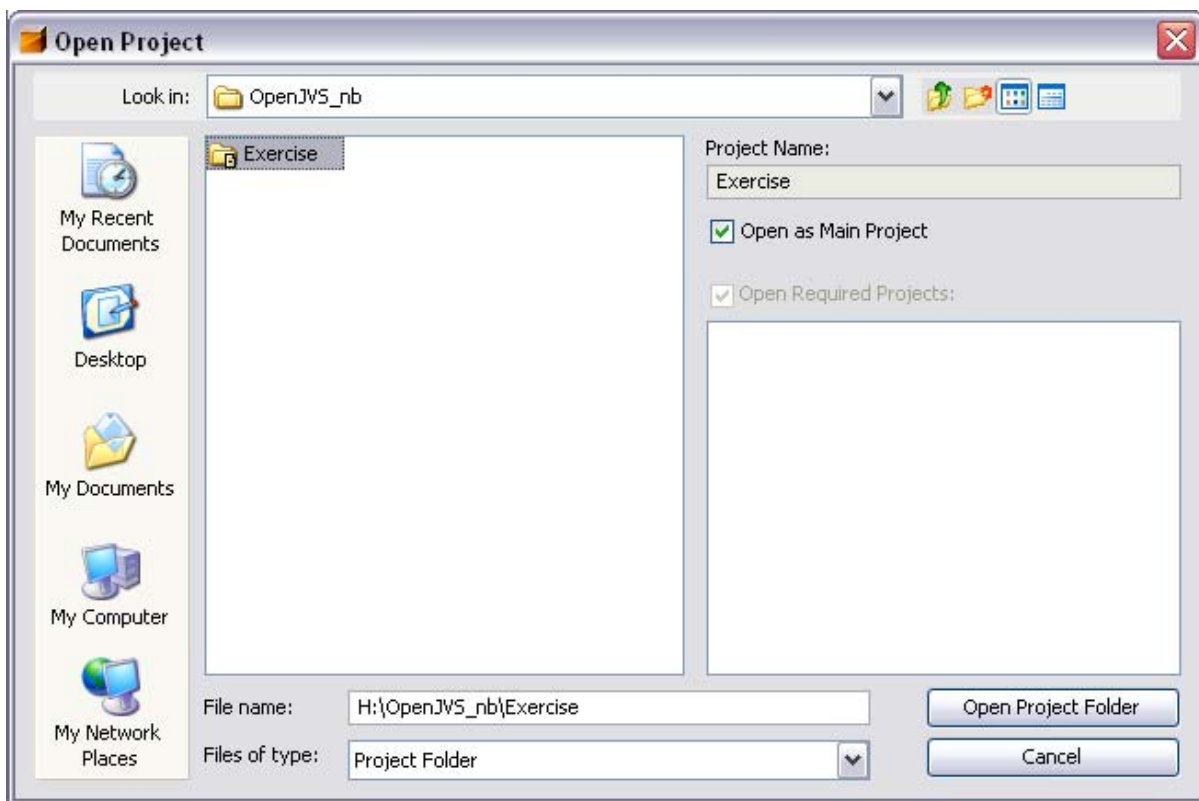 Open Project
Look in:
OpenJVS_nb
My Recent
Documents
Desktop
My Documents
My Computer
My Network
Places
Exercise
Project Name:
Exercise
Open as Main Project
Open Required Projects:
File name:
H:\OpenJVS_nb\Exercise
Open Project Folder
Files of type:
Project Folder
Cancel